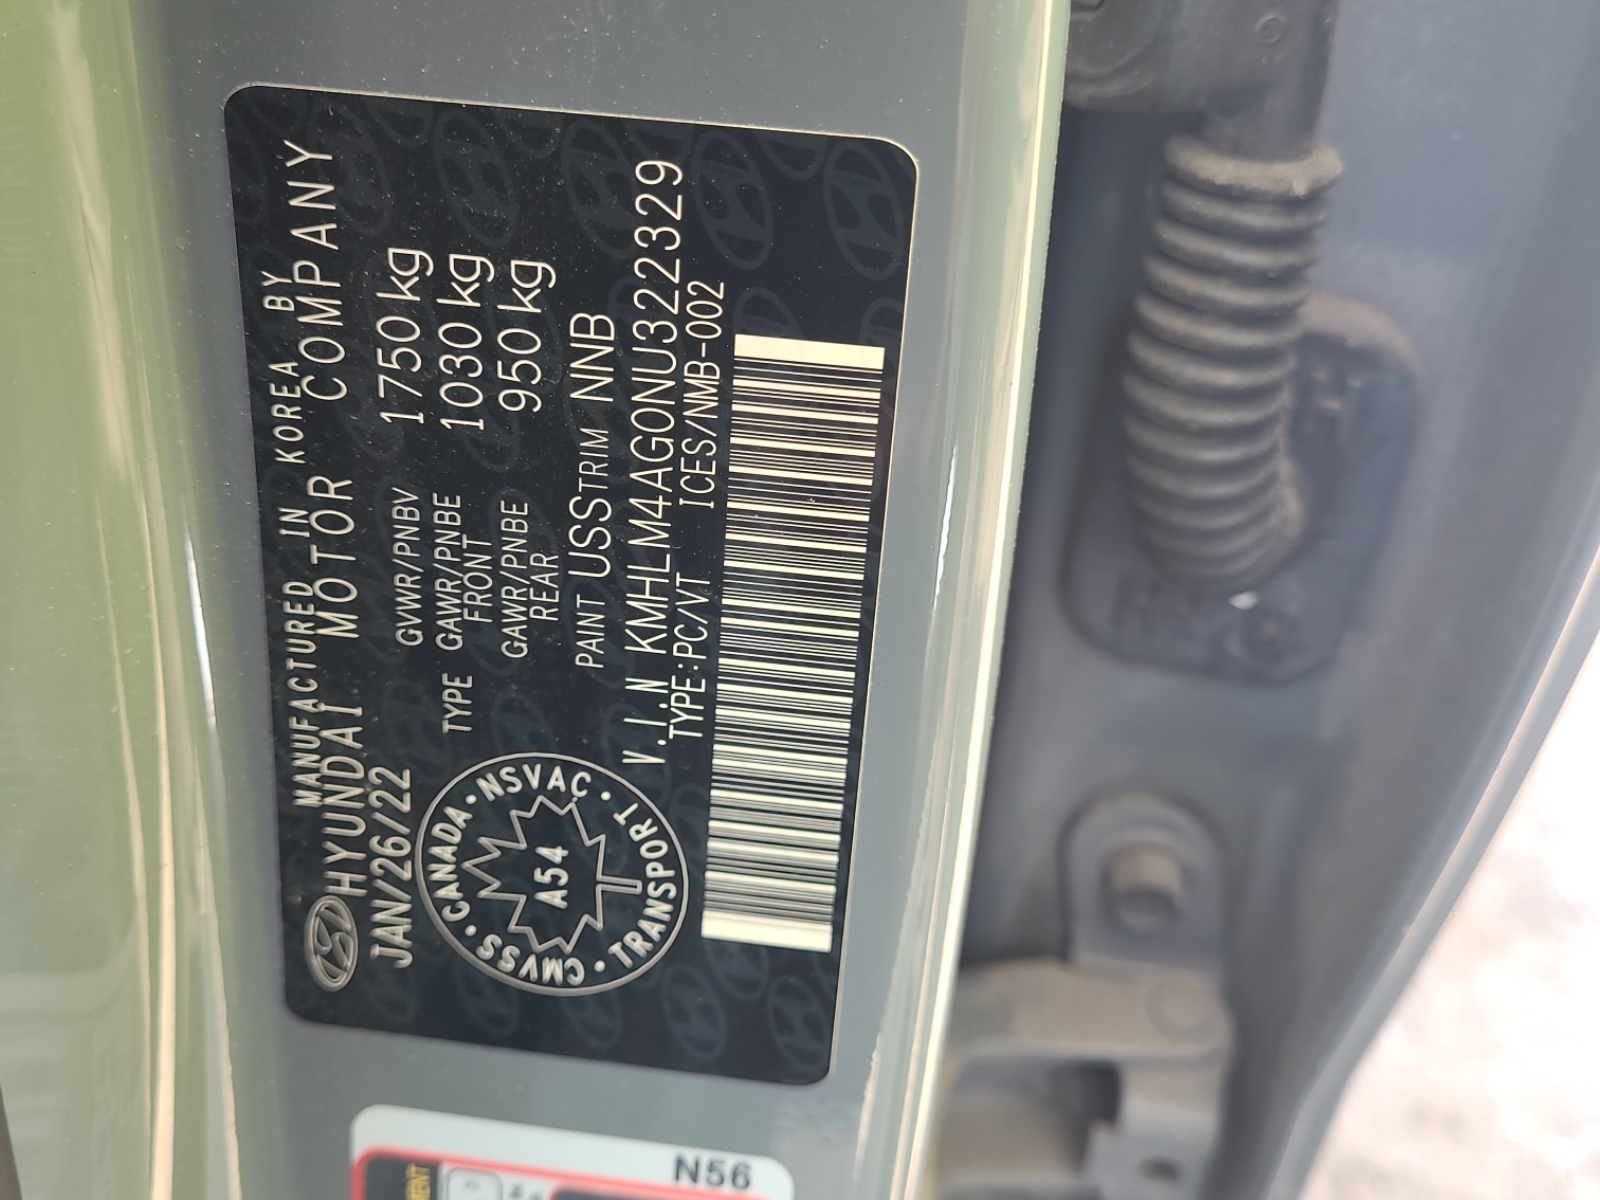 MANUFACTURED IN KOREA BY
HYUNDAI MOTOR COMPANY
JAN/26/22
GVWR/PNBV 1750 kg
TYPE GAWR/PNBE FRONT 1030 kg
GAWR/PNBE REAR 950 kg
PAINT USS TRIM NNB
V.I.N KMHLM4AG0NU322329
TYPE:PC/VT ICES/NMB-002
CMVSS · CANADA · NSVAC · TRANSPORT ·
A54
N56